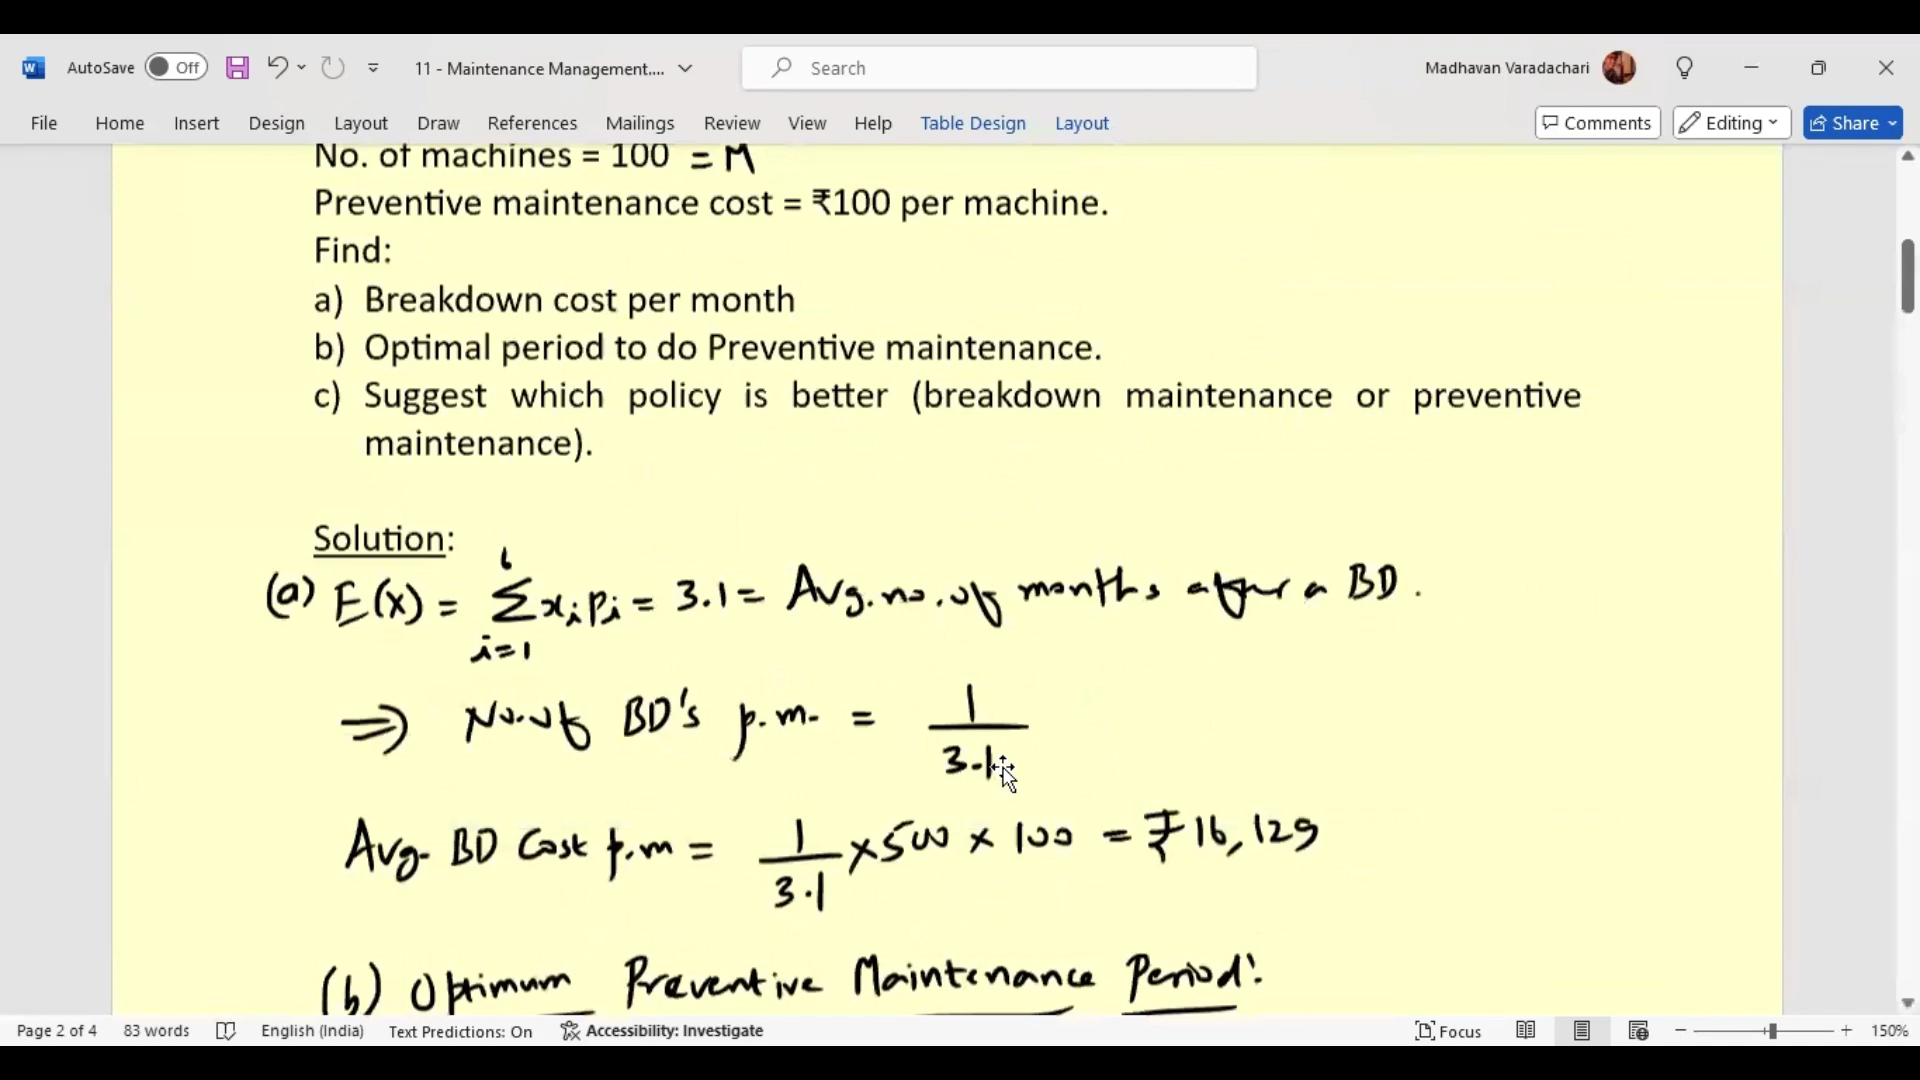 AutoSave Off 11 - Maintenance Management.... Search Madhavan Varadachari
File Home Insert Design Layout Draw References Mailings Review View Help Table Design Layout Comments Editing Share
No. of machines = 100 = M
Preventive maintenance cost = ₹100 per machine.
Find:
a) Breakdown cost per month
b) Optimal period to do Preventive maintenance.
c) Suggest which policy is better (breakdown maintenance or preventive
maintenance).
Solution:
(a) E(x) = 6 Σ i=1 xi pi = 3.1 = Avg. no. of months after a BD.
⇒ No. of BD's p.m. = 1/3.1
Avg. BD Cost p.m = 1/3.1 × 500 × 100 = ₹16,129
(b) Optimum Preventive Maintenance Period:
Page 2 of 4 83 words English (India) Text Predictions: On Accessibility: Investigate Focus 150%